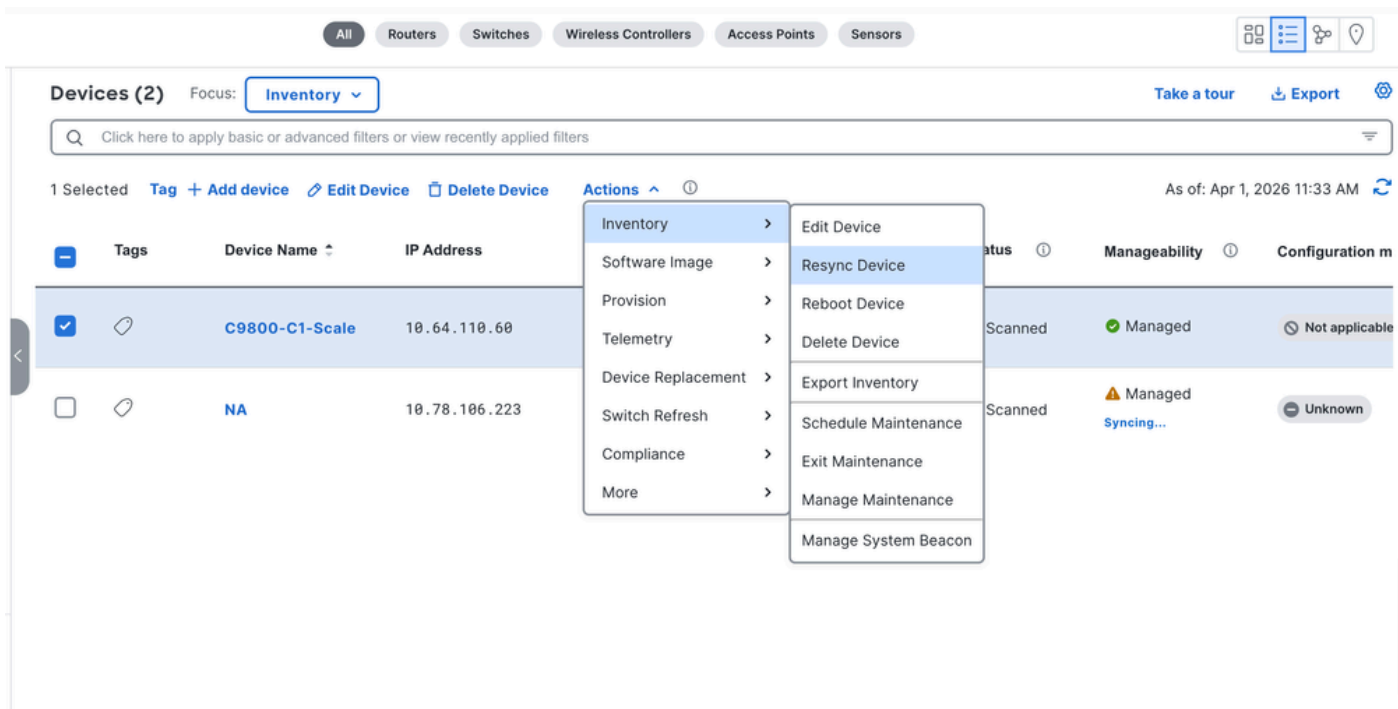 All Routers Switches Wireless Controllers Access Points Sensors
Devices (2) Focus: Inventory Take a tour Export
Click here to apply basic or advanced filters or view recently applied filters
1 Selected Tag + Add device Edit Device Delete Device Actions As of: Apr 1, 2026 11:33 AM
Tags Device Name IP Address atus Manageability Configuration m
C9800-C1-Scale 10.64.110.60 Scanned Managed Not applicable
NA 10.78.106.223 Scanned Managed Unknown
Syncing...
Inventory
Software Image
Provision
Telemetry
Device Replacement
Switch Refresh
Compliance
More
Edit Device
Resync Device
Reboot Device
Delete Device
Export Inventory
Schedule Maintenance
Exit Maintenance
Manage Maintenance
Manage System Beacon